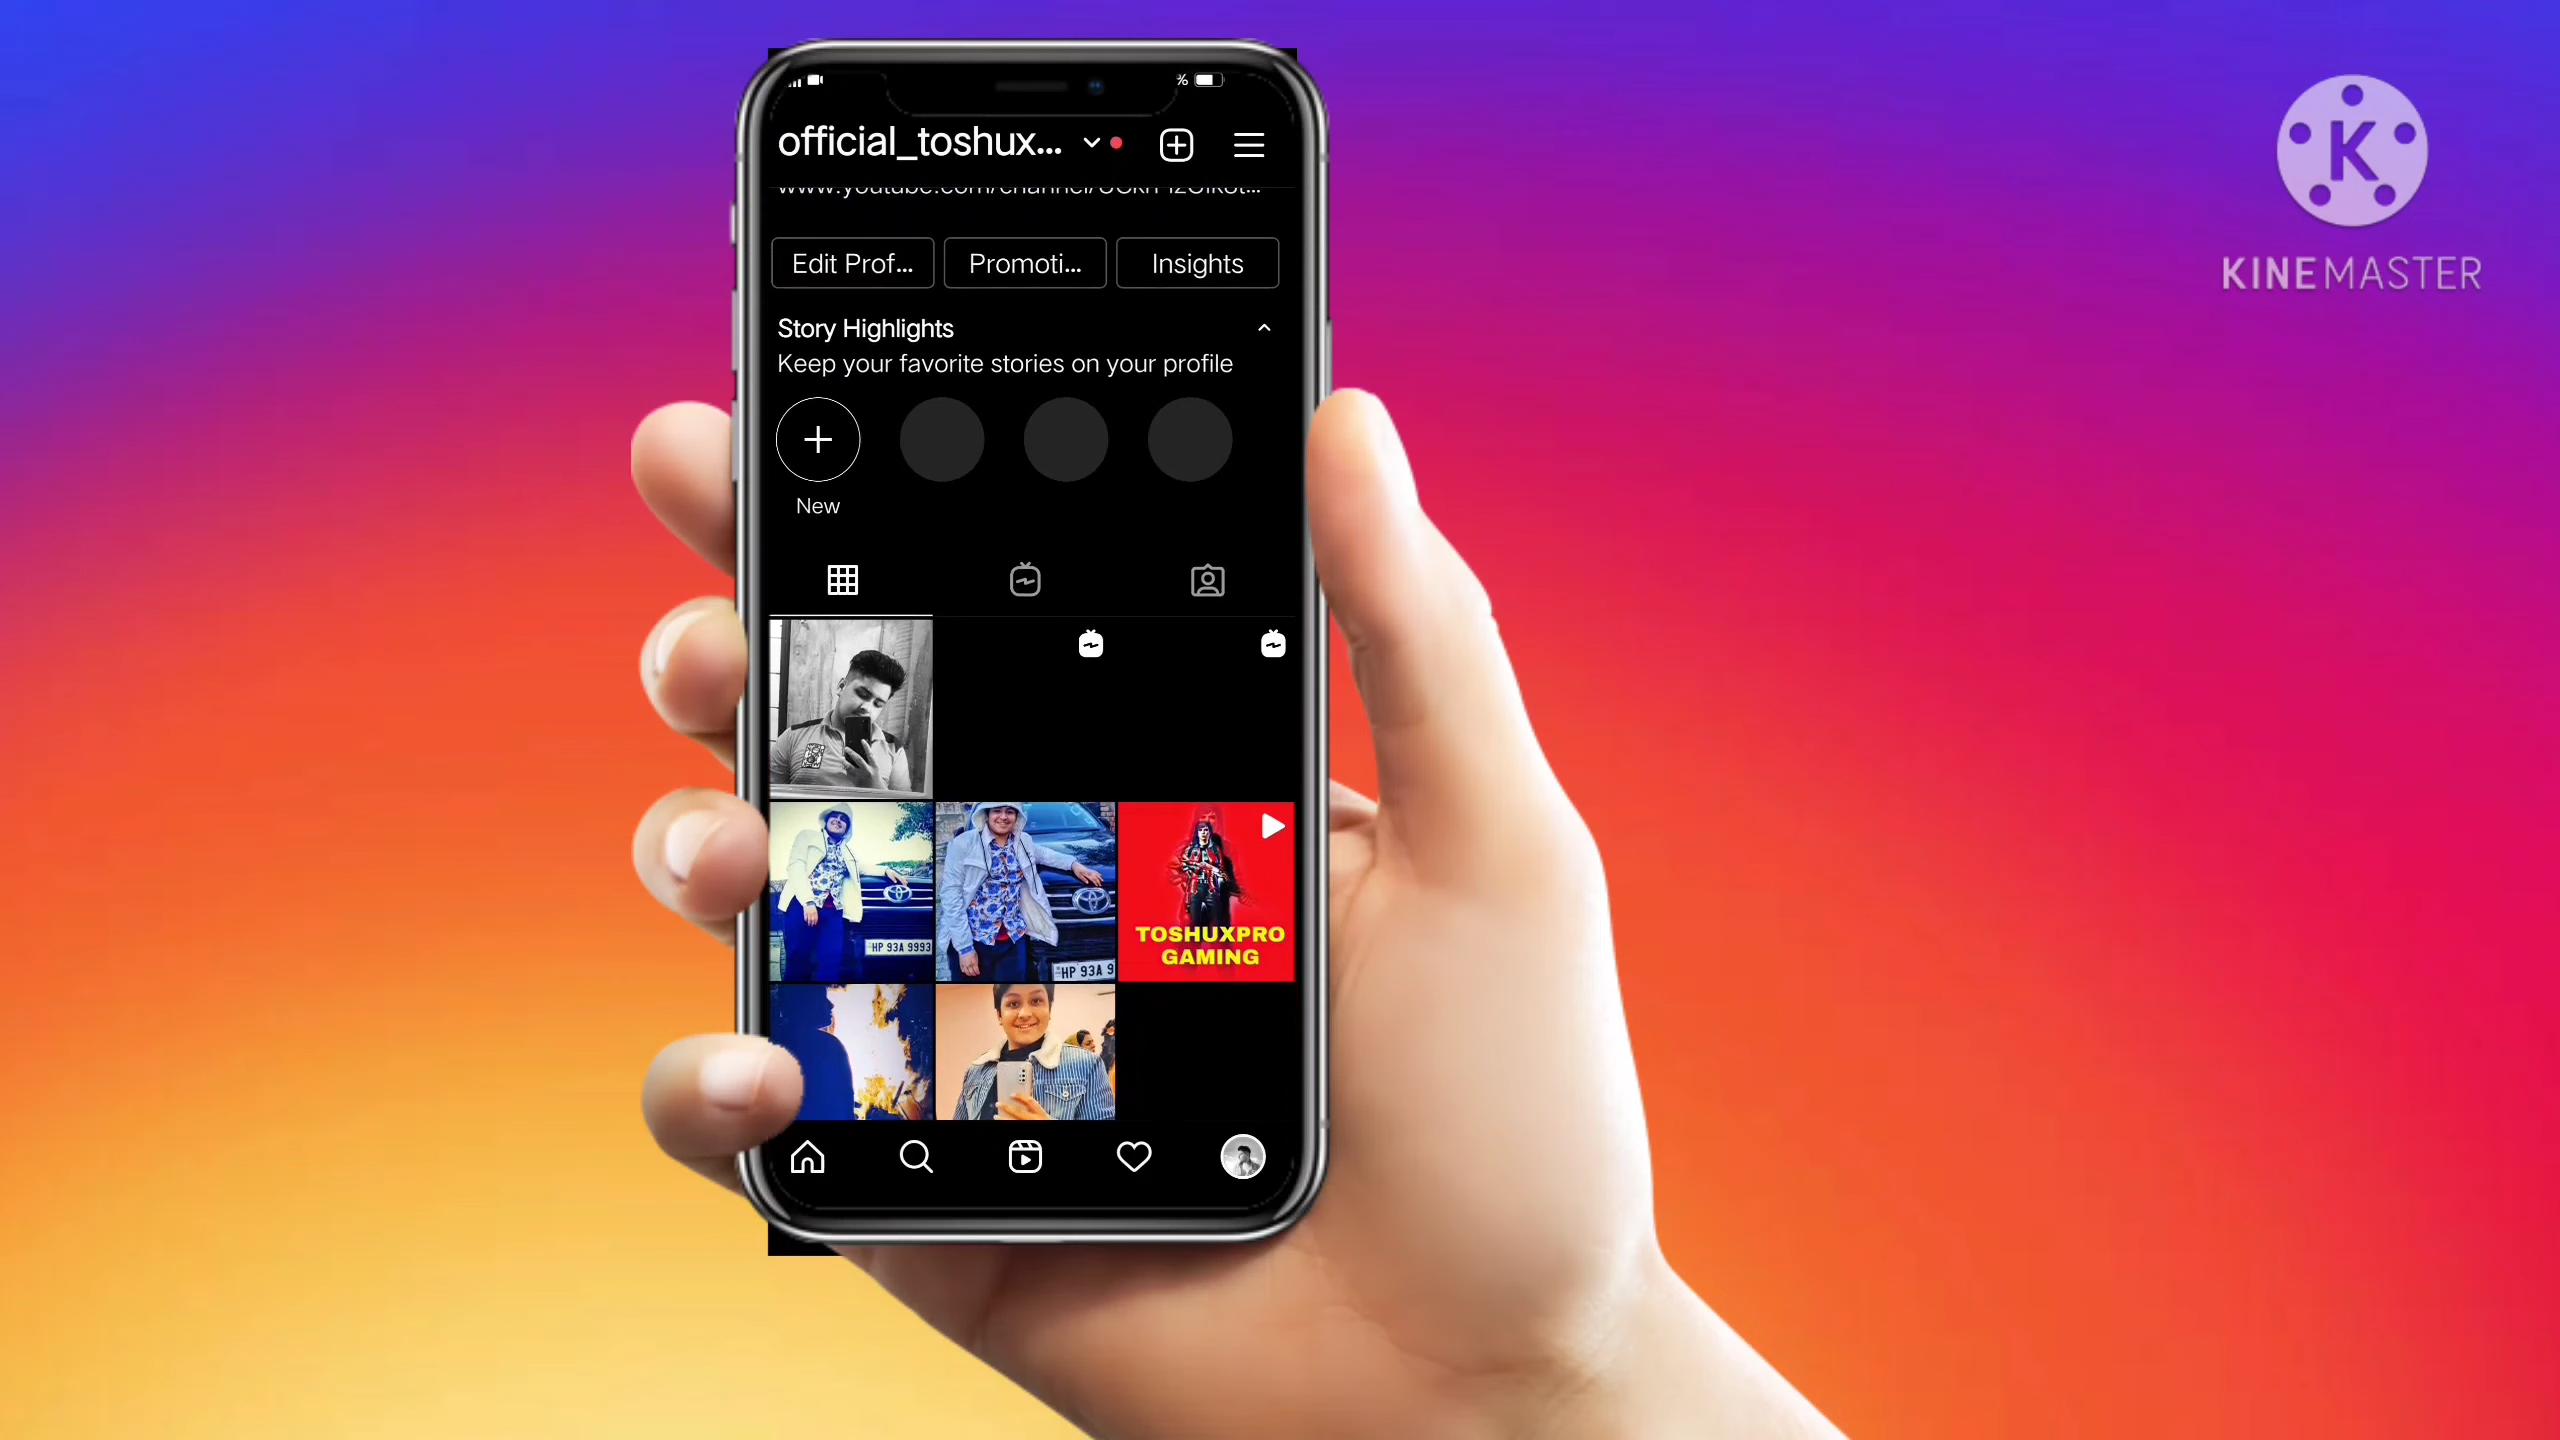 official_toshux...
Edit Prof...
Promoti...
Insights
Story Highlights
Keep your favorite stories on your profile
New
HP 93A 9993
HP 93A 9
TOSHUXPRO
GAMING
K
KINEMASTER